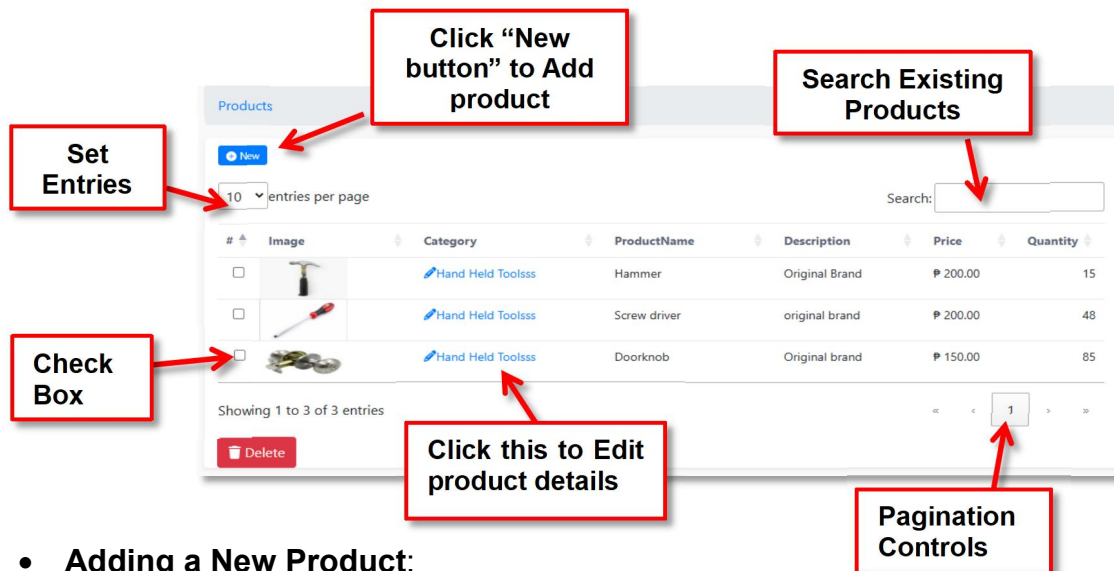 Click “New
button” to Add
product
Search Existing
Products
Products
Set
Entries
New
10 entries per page
Search:
# Image Category ProductName Description Price Quantity
Hand Held Toolsss Hammer Original Brand ₱ 200.00 15
Hand Held Toolsss Screw driver original brand ₱ 200.00 48
Hand Held Toolsss Doorknob Original brand ₱ 150.00 85
Check
Box
Showing 1 to 3 of 3 entries
« ‹ 1 › »
Delete
Click this to Edit
product details
Pagination
Controls
• Adding a New Product: